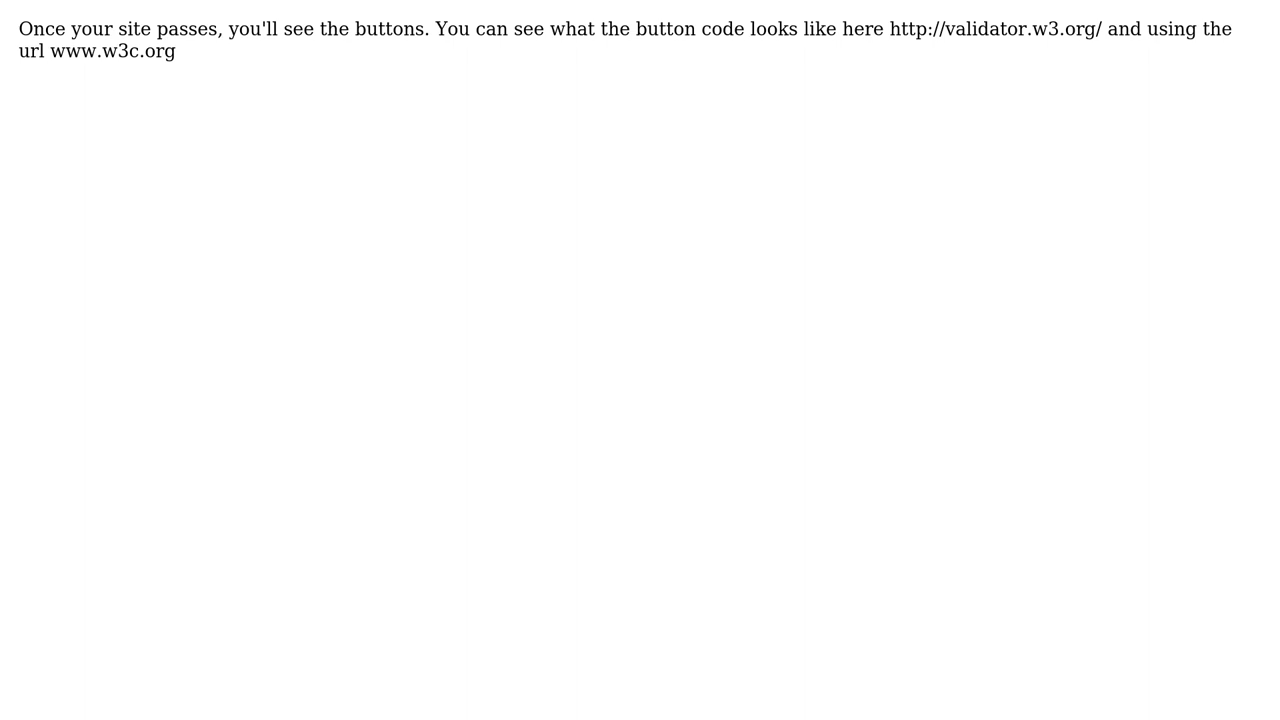 Once your site passes, you'll see the buttons. You can see what the button code looks like here http://validator.w3.org/ and using the
url www.w3c.org